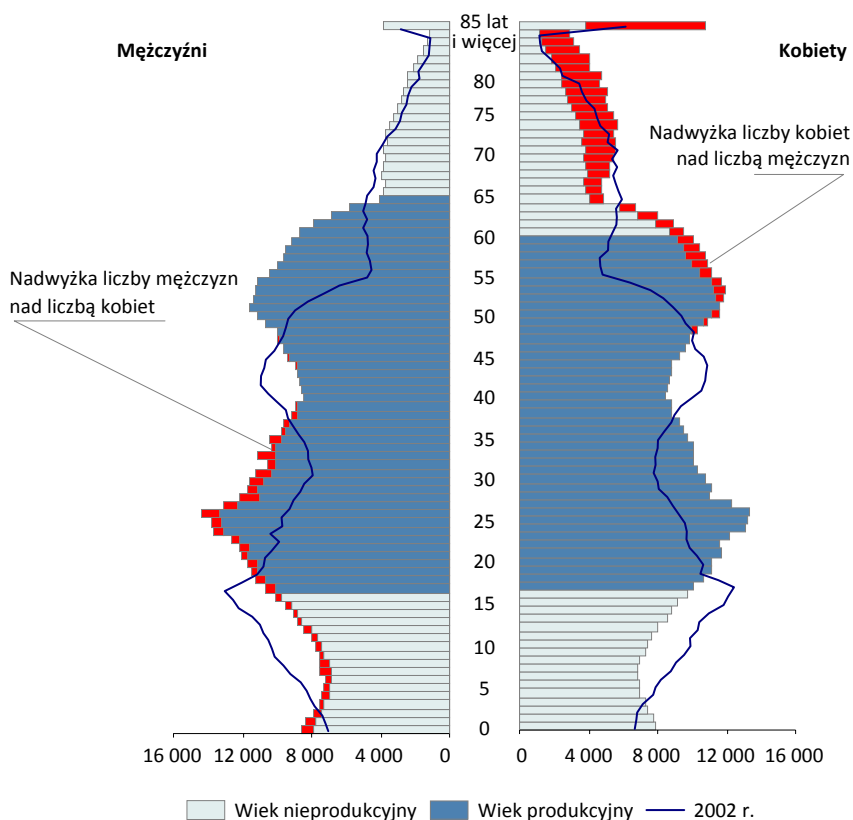 Mężczyźni
85 lat
i więcej
Kobiety
80
75
70
65
60
55
50
45
40
35
30
25
20
15
10
5
0
Nadwyżka liczby kobiet
nad liczbą mężczyzn
Nadwyżka liczby mężczyzn
nad liczbą kobiet
16 000 12 000 8 000 4 000 0 0 4 000 8 000 12 000 16 000
Wiek nieprodukcyjny Wiek produkcyjny 2002 r.